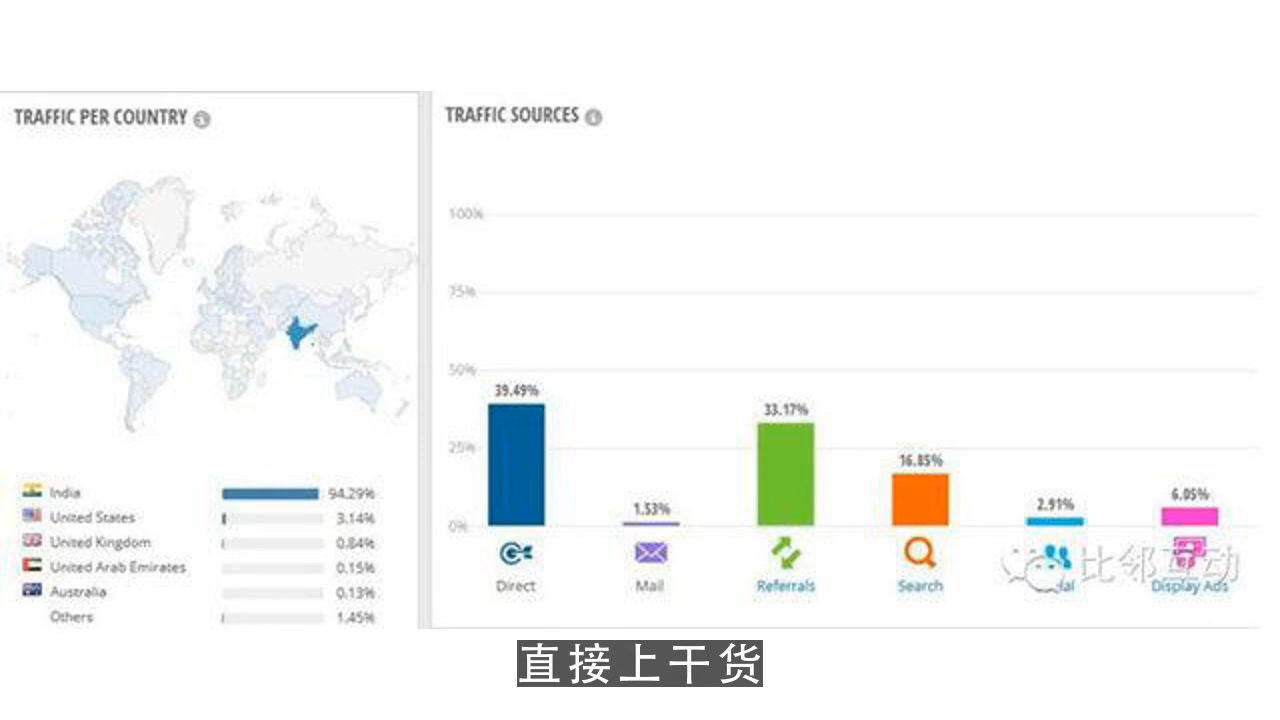 TRAFFIC PER COUNTRY
India 94.29%
United States 3.14%
United Kingdom 0.84%
United Arab Emirates 0.15%
Australia 0.13%
Others 1.45%
TRAFFIC SOURCES
100%
75%
50%
25%
0%
39.49%
1.53%
33.17%
16.85%
2.91%
6.05%
Direct
Mail
Referrals
Search
Display Ads
比邻互动
直接上干货